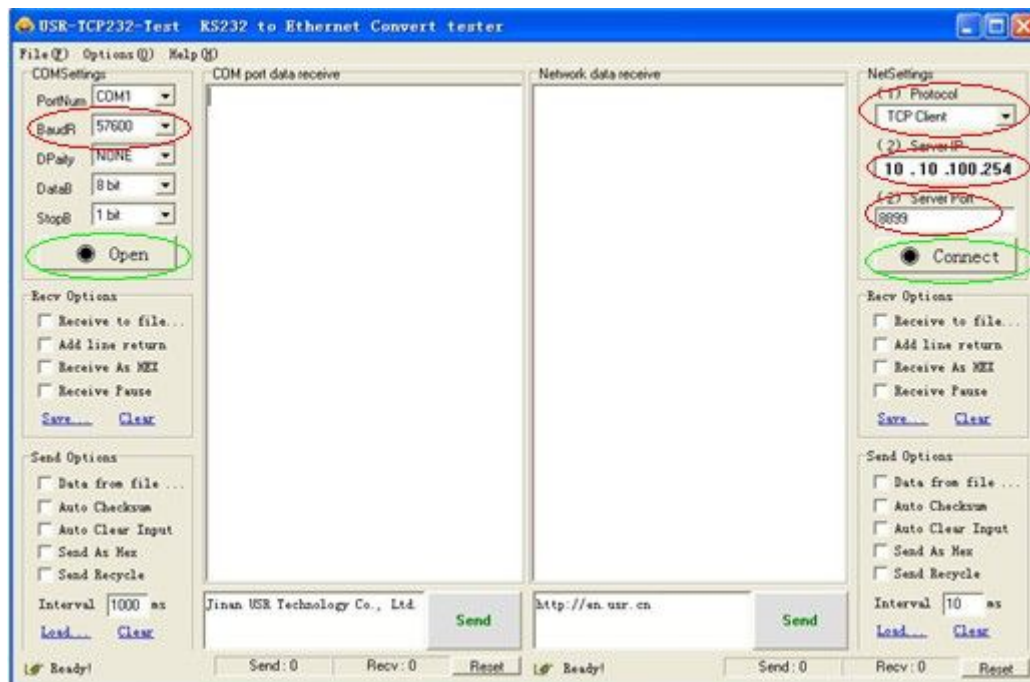 USR-TCP232-Test RS232 to Ethernet Convert tester
File(F) Options(O) Help(H)
COMSettings
PortNum COM1
BaudR 57600
DPaity NONE
DataB 8 bit
StopB 1 bit
Open
Recv Options
Receive to file...
Add line return
Receive As HEX
Receive Pause
Save... Clear
Send Options
Data from file ...
Auto Checksum
Auto Clear Input
Send As Hex
Send Recycle
Interval 1000 ms
Load... Clear
COM port data receive
Jinan USR Technology Co., Ltd.
Send
Network data receive
http://en.usr.cn
Send
NetSettings
(1) Protocol
TCP Client
(2) Server IP
10 .10 .100.254
(2) Server Port
8899
Connect
Recv Options
Receive to file...
Add line return
Receive As HEX
Receive Pause
Save... Clear
Send Options
Data from file ...
Auto Checksum
Auto Clear Input
Send As Hex
Send Recycle
Interval 10 ms
Load... Clear
Ready! Send : 0 Recv : 0 Reset
Ready! Send : 0 Recv : 0 Reset